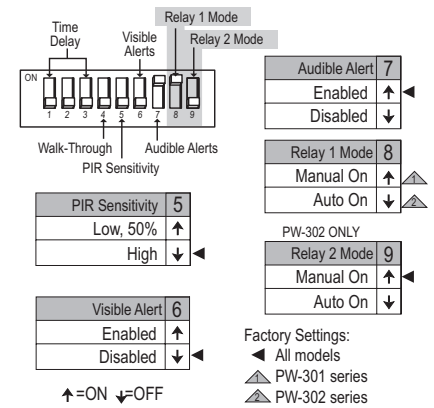 Relay 1 Mode
Time
Delay
Visible
Alerts
Relay 2 Mode
ON
1 2 3 4 5 6 7 8 9
Walk-Through
Audible Alerts
PIR Sensitivity
PIR Sensitivity 5
Low, 50% ↑
High ↓ ◄
Visible Alert 6
Enabled ↑
Disabled ↓ ◄
↑=ON ↓=OFF
Audible Alert 7
Enabled ↑ ◄
Disabled ↓
Relay 1 Mode 8
Manual On ↑ 1
Auto On ↓ 2
PW-302 ONLY
Relay 2 Mode 9
Manual On ↑ ◄
Auto On ↓
Factory Settings:
◄ All models
1 PW-301 series
2 PW-302 series